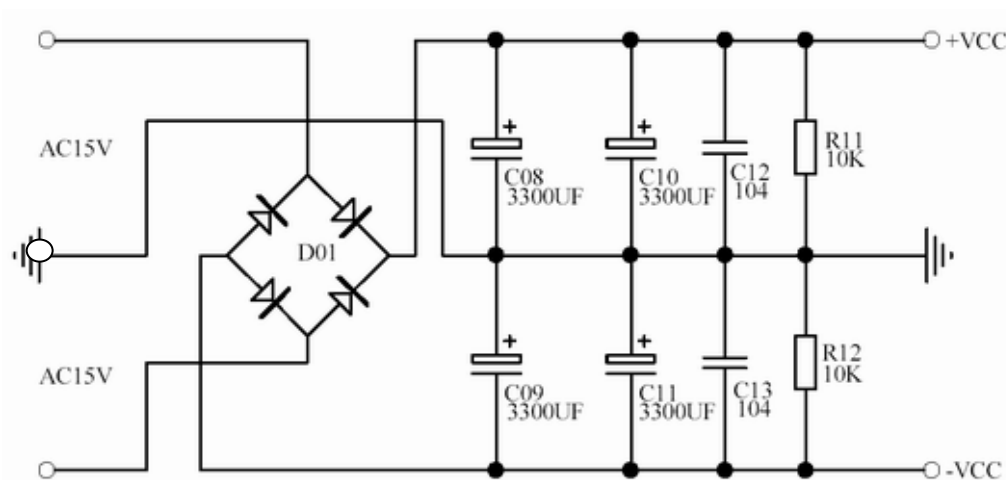 +VCC
AC15V
R11
10K
C08
3300UF
C10
3300UF
C12
104
D01
AC15V
R12
10K
C09
3300UF
C11
3300UF
C13
104
-VCC